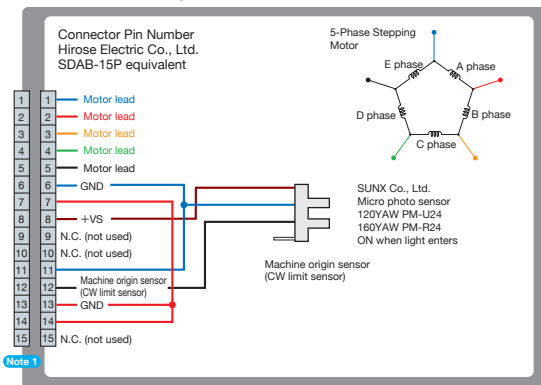 Connector Pin Number
Hirose Electric Co., Ltd.
SDAB-15P equivalent
5-Phase Stepping
Motor
E phase
A phase
D phase
B phase
C phase
1 1 Motor lead
2 2 Motor lead
3 3 Motor lead
4 4 Motor lead
5 5 Motor lead
6 6 GND
7 7
8 8 +VS
9 9 N.C. (not used)
10 10 N.C. (not used)
11 11
12 12 Machine origin sensor
(CW limit sensor)
13 13 GND
14 14
15 15 N.C. (not used)
SUNX Co., Ltd.
Micro photo sensor
120YAW PM-U24
160YAW PM-R24
ON when light enters
Machine origin sensor
(CW limit sensor)
Note 1